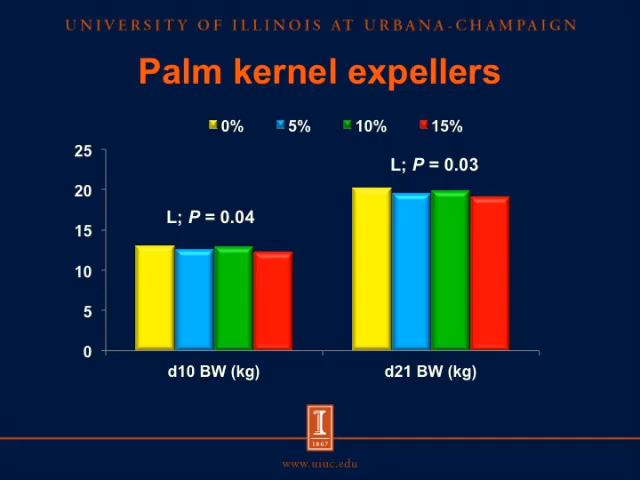 UNIVERSITY OF ILLINOIS AT URBANA-CHAMPAIGN
Palm kernel expellers
0% 5% 10% 15%
25
20
15
10
5
0
L; P = 0.04
L; P = 0.03
d10 BW (kg) d21 BW (kg)
I
1867
www.uiuc.edu